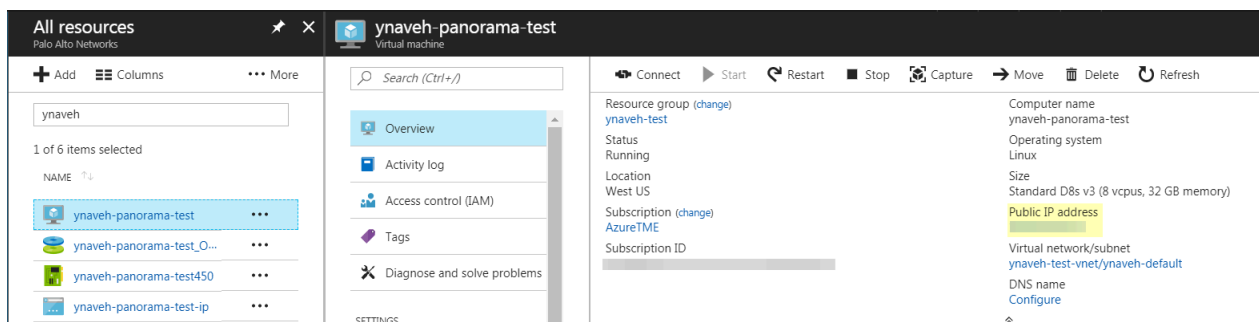 All resources
Palo Alto Networks
Add
Columns
More
ynaveh
1 of 6 items selected
NAME
ynaveh-panorama-test
ynaveh-panorama-test_O...
ynaveh-panorama-test450
ynaveh-panorama-test-ip
ynaveh-panorama-test
Virtual machine
Search (Ctrl+/)
Overview
Activity log
Access control (IAM)
Tags
Diagnose and solve problems
SETTINGS
Connect
Start
Restart
Stop
Capture
Move
Delete
Refresh
Resource group (change)
ynaveh-test
Status
Running
Location
West US
Subscription (change)
AzureTME
Subscription ID
Computer name
ynaveh-panorama-test
Operating system
Linux
Size
Standard D8s v3 (8 vcpus, 32 GB memory)
Public IP address
Virtual network/subnet
ynaveh-test-vnet/ynaveh-default
DNS name
Configure